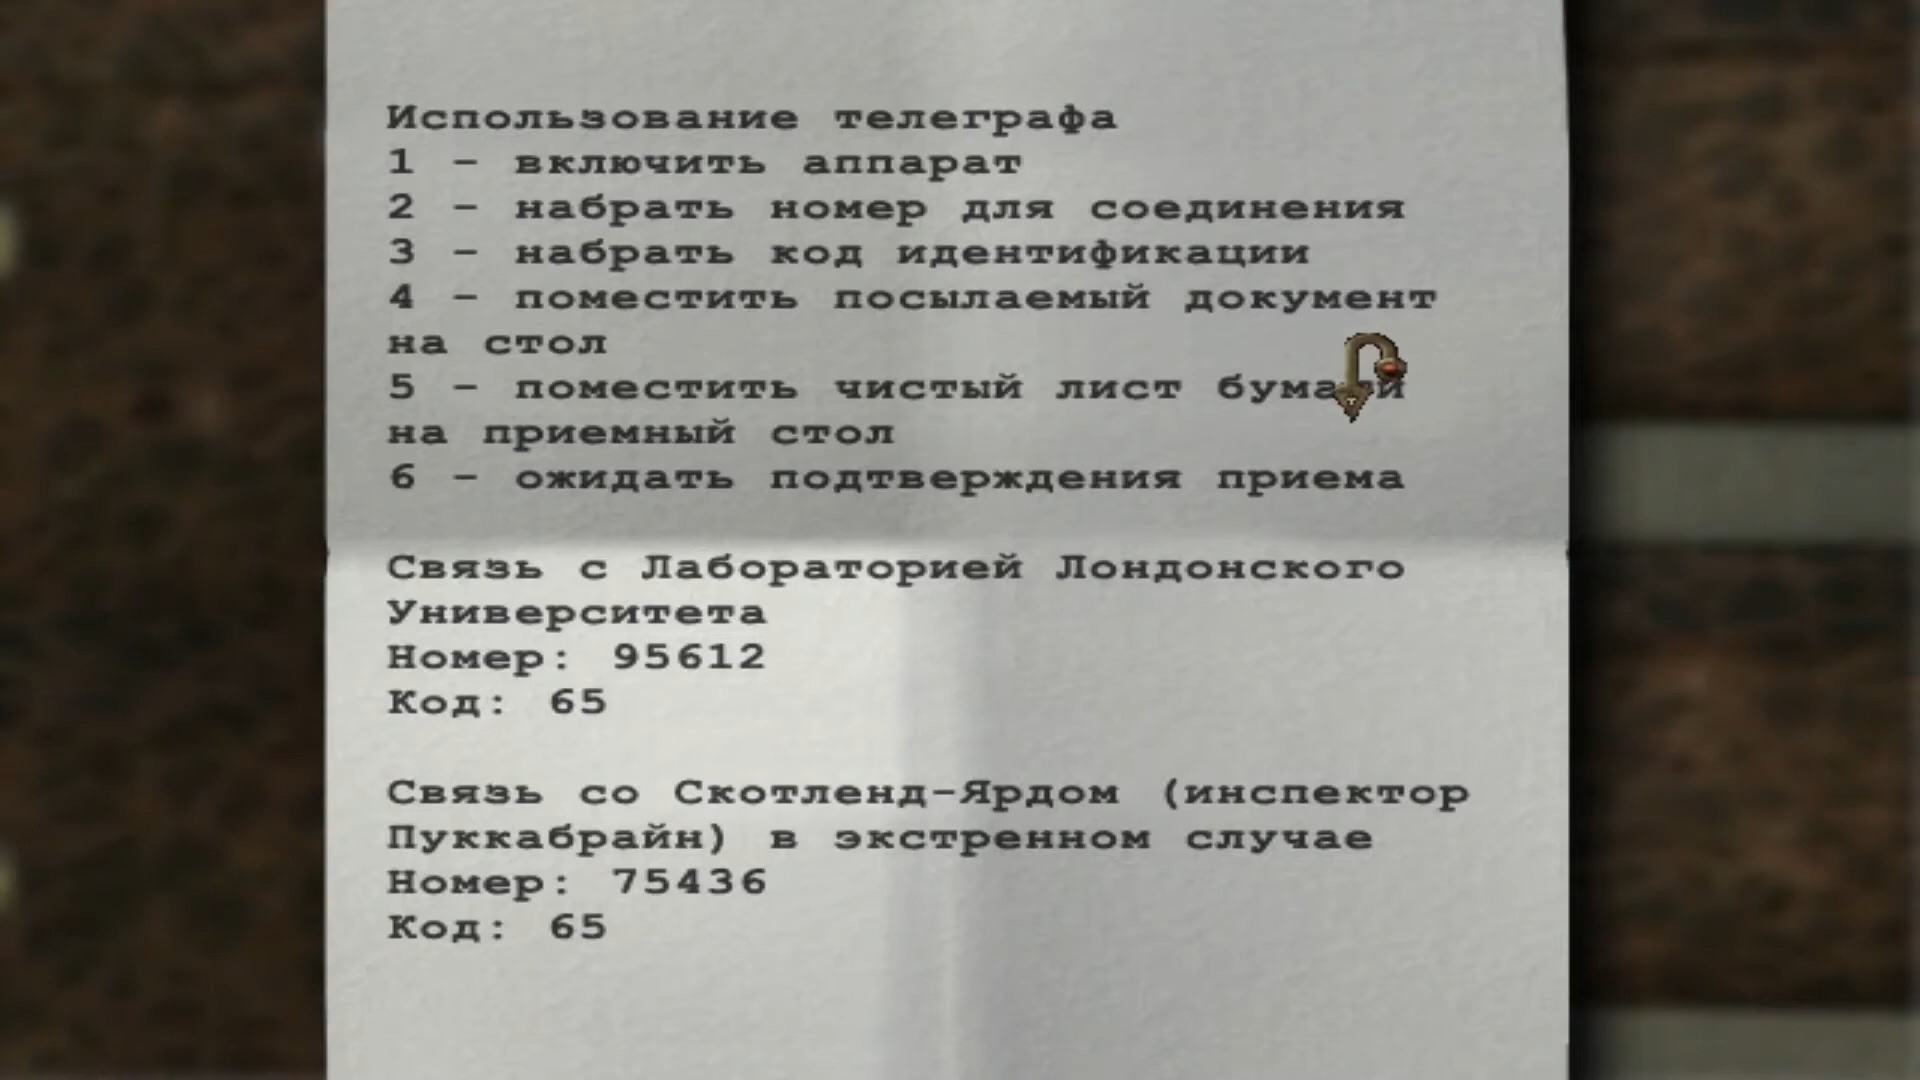 Использование телеграфа
1 - включить аппарат
2 - набрать номер для соединения
3 - набрать код идентификации
4 - поместить посылаемый документ
на стол
5 - поместить чистый лист бумаги
на приемный стол
6 - ожидать подтверждения приема
Связь с Лабораторией Лондонского
Университета
Номер: 95612
Код: 65
Связь со Скотленд-Ярдом (инспектор
Пуккабрайн) в экстренном случае
Номер: 75436
Код: 65